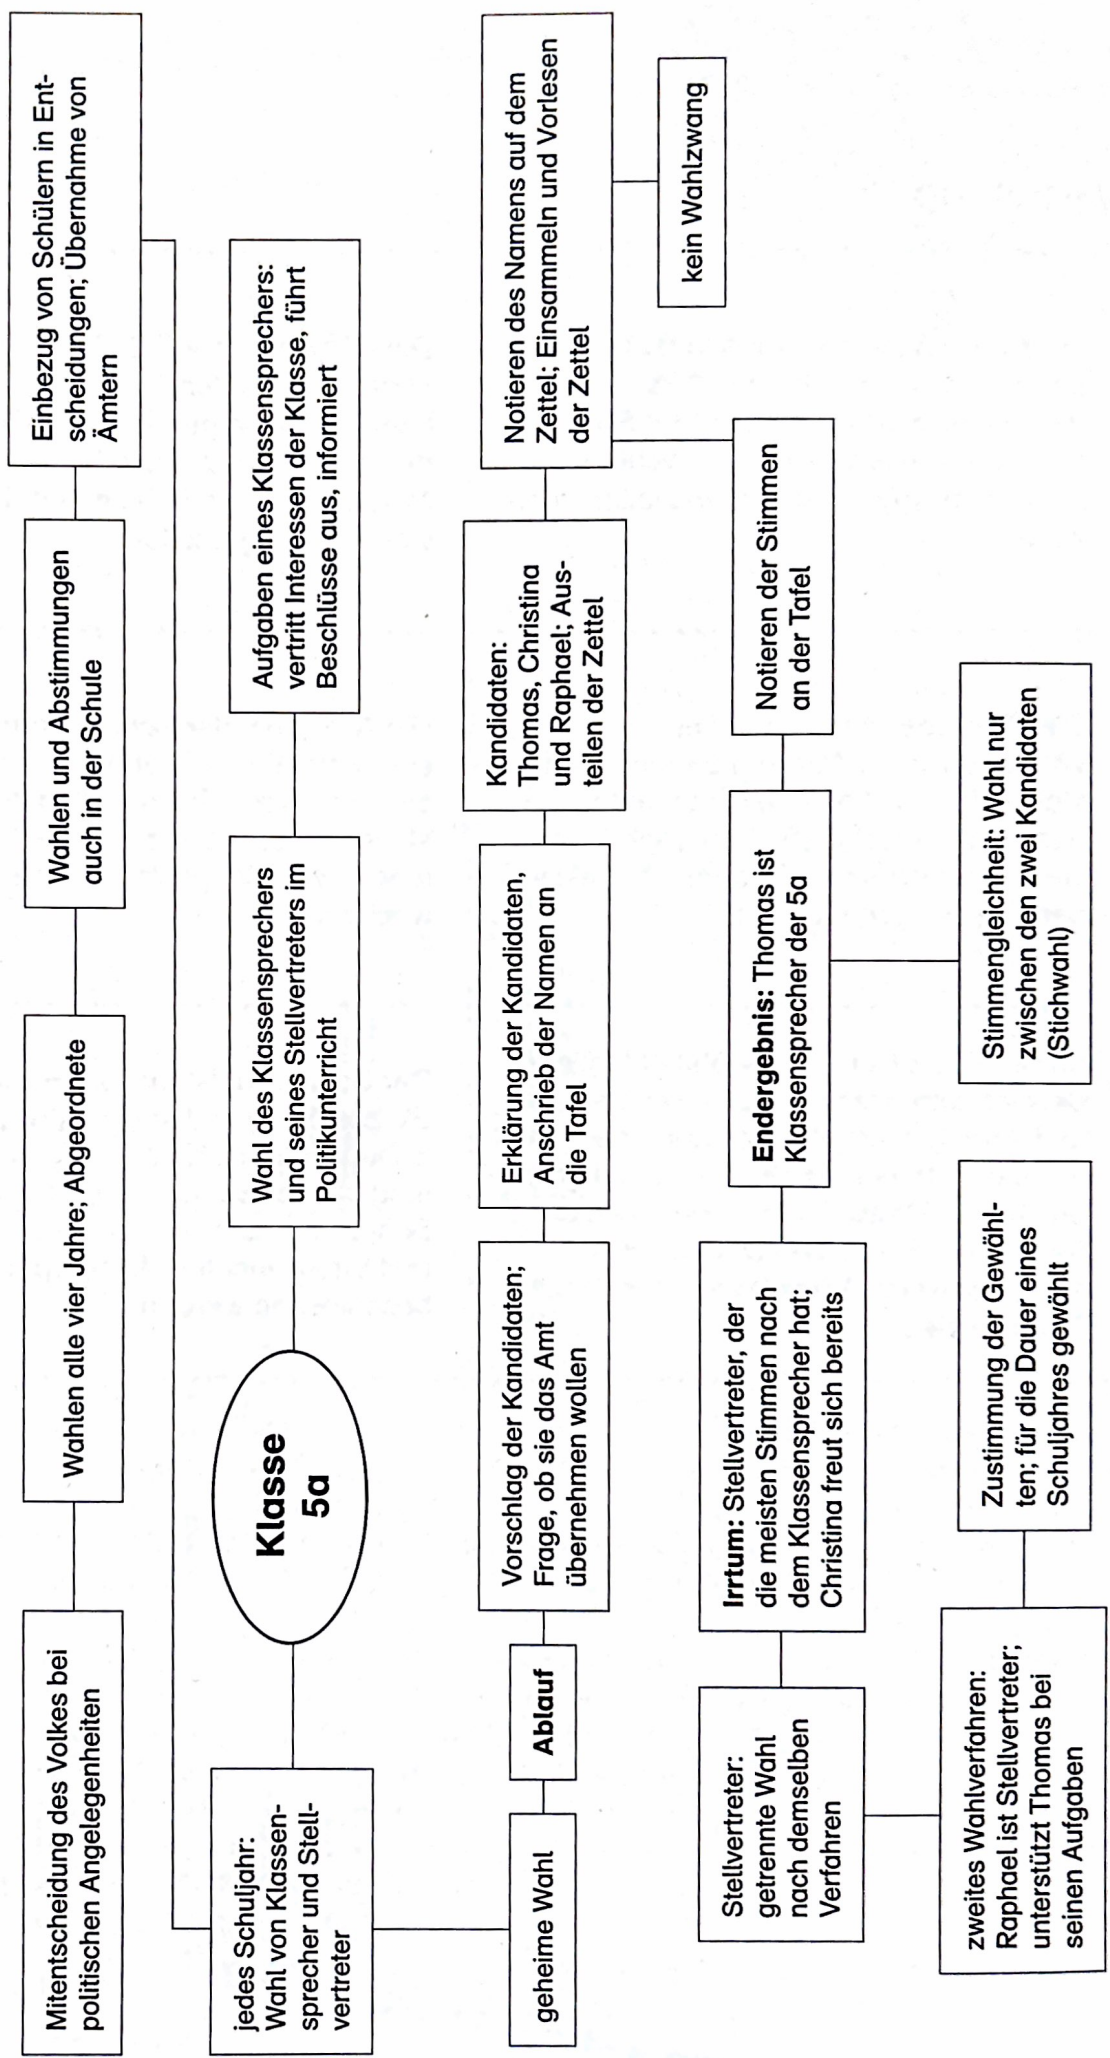 Mitentscheidung des Volkes bei
politischen Angelegenheiten
Wahlen alle vier Jahre; Abgeordnete
Wahlen und Abstimmungen
auch in der Schule
Einbezug von Schülern in Ent-
scheidungen; Übernahme von
Ämtern
jedes Schuljahr:
Wahl von Klassen-
sprecher und Stell-
vertreter
Klasse
5a
Wahl des Klassensprechers
und seines Stellvertreters im
Politikunterricht
Aufgaben eines Klassensprechers:
vertritt Interessen der Klasse, führt
Beschlüsse aus, informiert
geheime Wahl
Ablauf
Vorschlag der Kandidaten;
Frage, ob sie das Amt
übernehmen wollen
Erklärung der Kandidaten,
Anschrieb der Namen an
die Tafel
Kandidaten:
Thomas, Christina
und Raphael; Aus-
teilen der Zettel
Notieren des Namens auf dem
Zettel; Einsammeln und Vorlesen
der Zettel
kein Wahlzwang
Notieren der Stimmen
an der Tafel
Endergebnis: Thomas ist
Klassensprecher der 5a
Stimmengleichheit: Wahl nur
zwischen den zwei Kandidaten
(Stichwahl)
Irrtum: Stellvertreter, der
die meisten Stimmen nach
dem Klassensprecher hat;
Christina freut sich bereits
Stellvertreter:
getrennte Wahl
nach demselben
Verfahren
zweites Wahlverfahren:
Raphael ist Stellvertreter;
unterstützt Thomas bei
seinen Aufgaben
Zustimmung der Gewähl-
ten; für die Dauer eines
Schuljahres gewählt